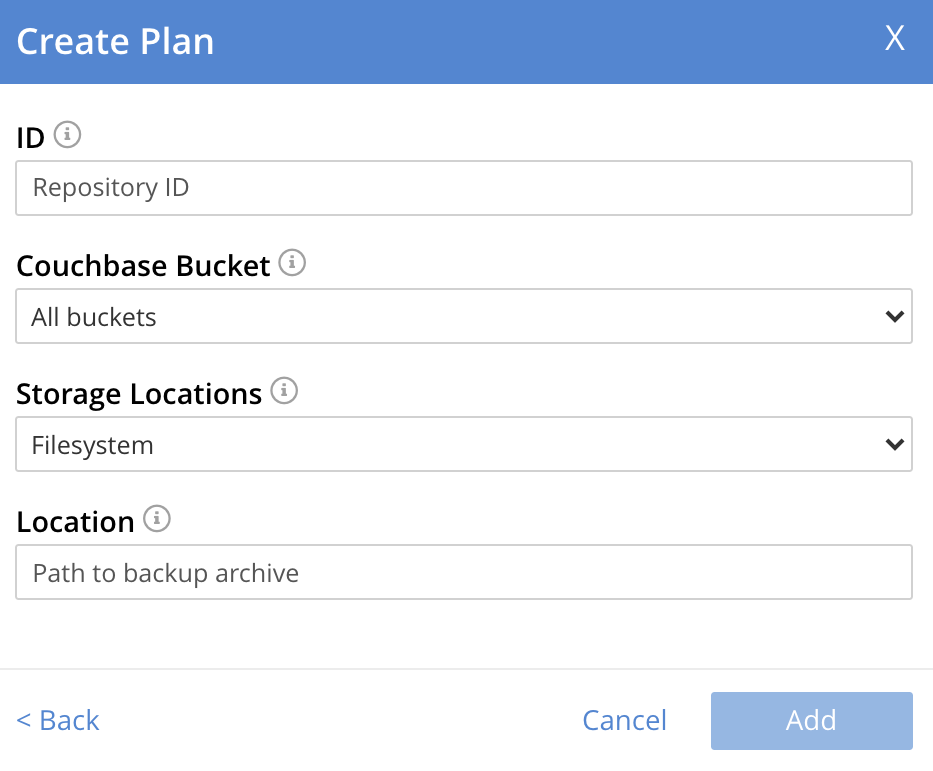 Create Plan X
ID
Repository ID
Couchbase Bucket
All buckets
Storage Locations
Filesystem
Location
Path to backup archive
< Back Cancel Add